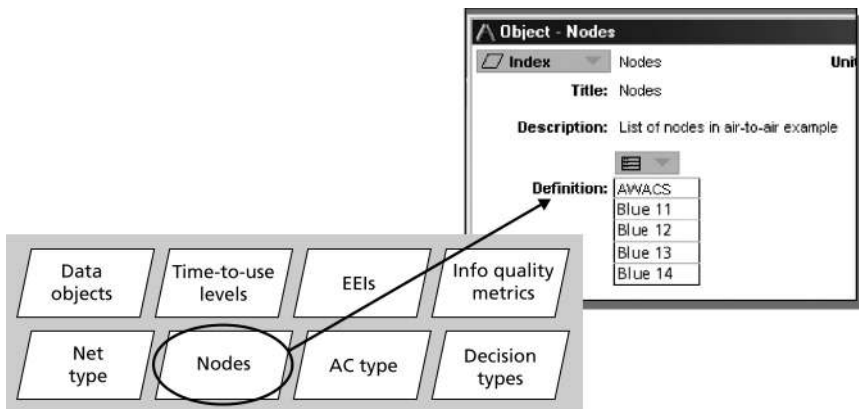 Object - Nodes
Index Nodes Uni
Title: Nodes
Description: List of nodes in air-to-air example
Definition: AWACS
Blue 11
Blue 12
Blue 13
Blue 14
Data
objects
Time-to-use
levels
EEIs
Info quality
metrics
Net
type
Nodes
AC type
Decision
types